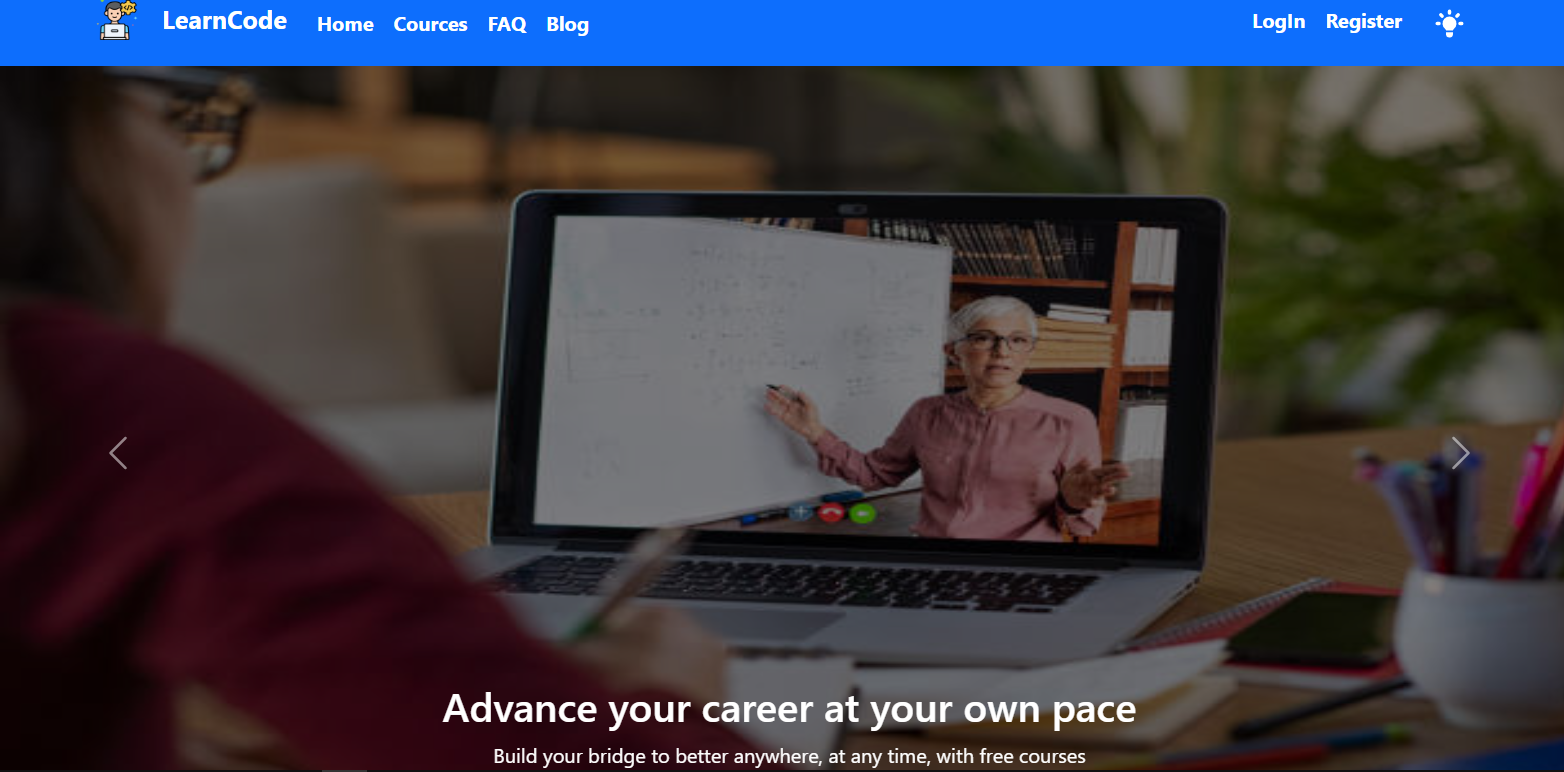 LearnCode Home Cources FAQ Blog LogIn Register
Advance your career at your own pace
Build your bridge to better anywhere, at any time, with free courses